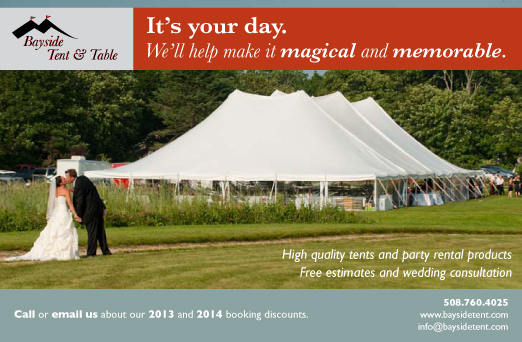 Bayside
Tent & Table
It's your day.
We'll help make it magical and memorable.
High quality tents and party rental products
Free estimates and wedding consultation
Call or email us about our 2013 and 2014 booking discounts.
508.760.4025
www.baysidetent.com
info@baysidetent.com